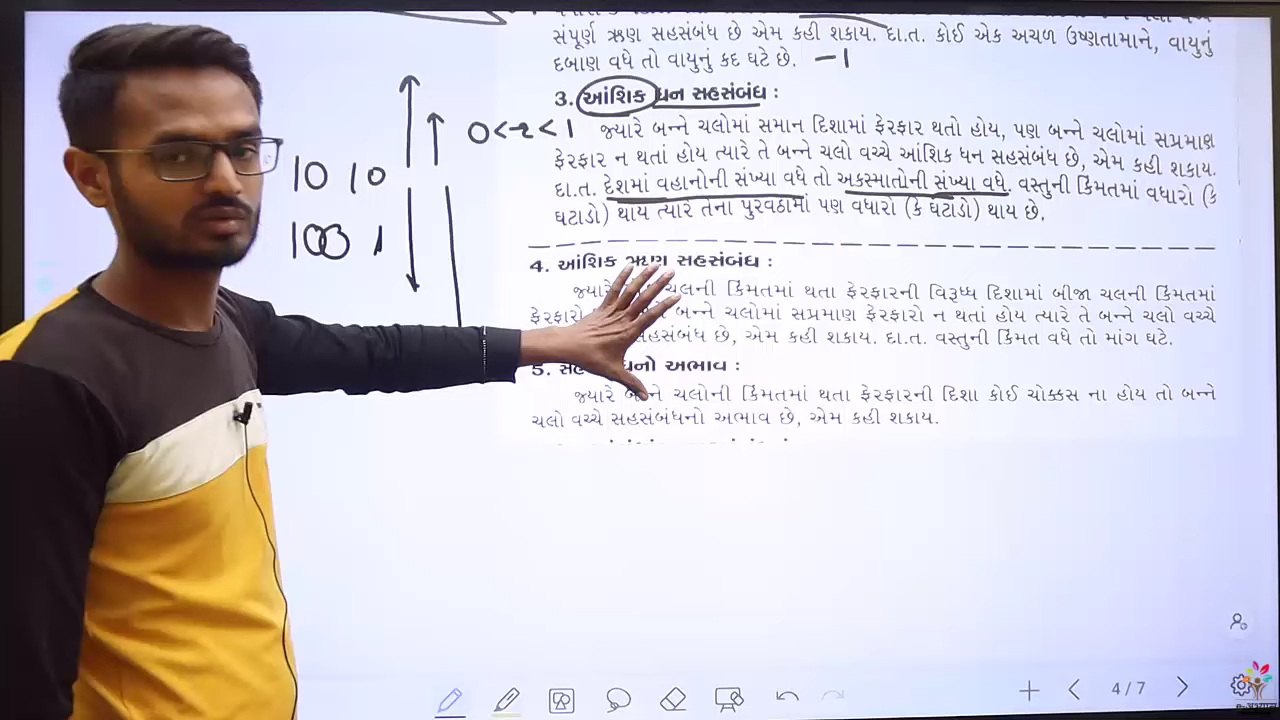 સંપૂર્ણ ઋણ સહસંબંધ છે એમ કહી શકાય. દા.ત. કોઈ એક અચળ ઉષ્ણતામાને, વાયુનું
દબાણ વધે તો વાયુનું કદ ઘટે છે. -1
3. આંશિક ધન સહસંબંધ :
0<r<1 જ્યારે બન્ને ચલોમાં સમાન દિશામાં ફેરફાર થતો હોય, પણ બન્ને ચલોમાં સપ્રમાણ
ફેરફાર ન થતાં હોય ત્યારે તે બન્ને ચલો વચ્ચે આંશિક ધન સહસંબંધ છે, એમ કહી શકાય.
દા.ત. દેશમાં વહાનોની સંખ્યા વધે તો અકસ્માતોની સંખ્યા વધે. વસ્તુની કિંમતમાં વધારો (કે
ઘટાડો) થાય ત્યારે તેના પુરવઠામાં પણ વધારો (કે ઘટાડો) થાય છે.
10 10
100 1
4. આંશિક ઋણ સહસંબંધ :
જ્યારે ચલની કિંમતમાં થતા ફેરફારની વિરૂધ્ધ દિશામાં બીજા ચલની કિંમતમાં
ફેરફારો બન્ને ચલોમાં સપ્રમાણ ફેરફારો ન થતાં હોય ત્યારે તે બન્ને ચલો વચ્ચે
સહસંબંધ છે, એમ કહી શકાય. દા.ત. વસ્તુની કિંમત વધે તો માંગ ઘટે.
5. અભાવ :
જ્યારે બન્ને ચલોની કિંમતમાં થતા ફેરફારની દિશા કોઈ ચોક્કસ ના હોય તો બન્ને
ચલો વચ્ચે સહસંબંધનો અભાવ છે, એમ કહી શકાય.
4/7